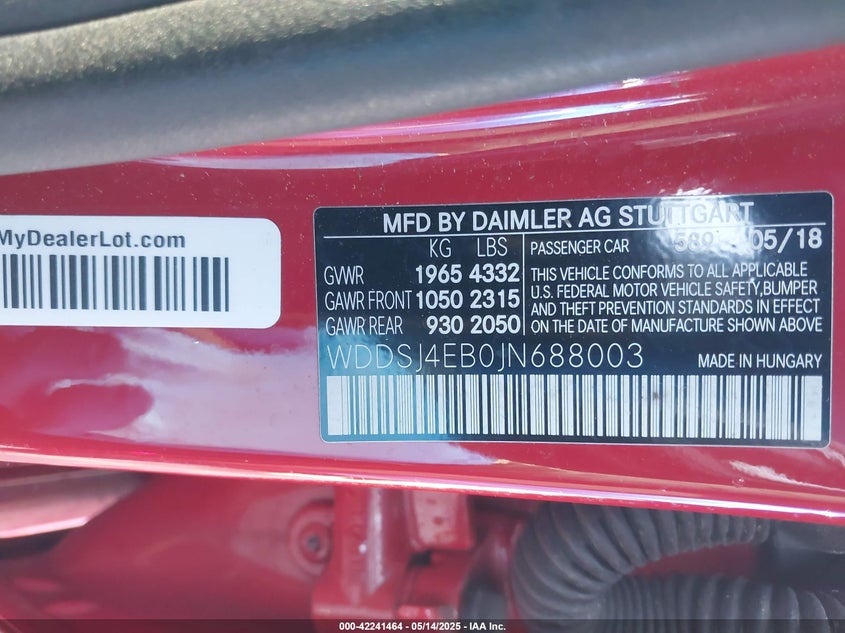 MyDealerLot.com
MFD BY DAIMLER AG STUTTGART
KG LBS
GVWR 1965 4332
GAWR FRONT 1050 2315
GAWR REAR 930 2050
PASSENGER CAR 05/18
THIS VEHICLE CONFORMS TO ALL APPLICABLE
U.S. FEDERAL MOTOR VEHICLE SAFETY, BUMPER
AND THEFT PREVENTION STANDARDS IN EFFECT
ON THE DATE OF MANUFACTURE SHOWN ABOVE
WDDSJ4EB0JN688003
MADE IN HUNGARY
000-42241464 - 05/14/2025 - IAA Inc.